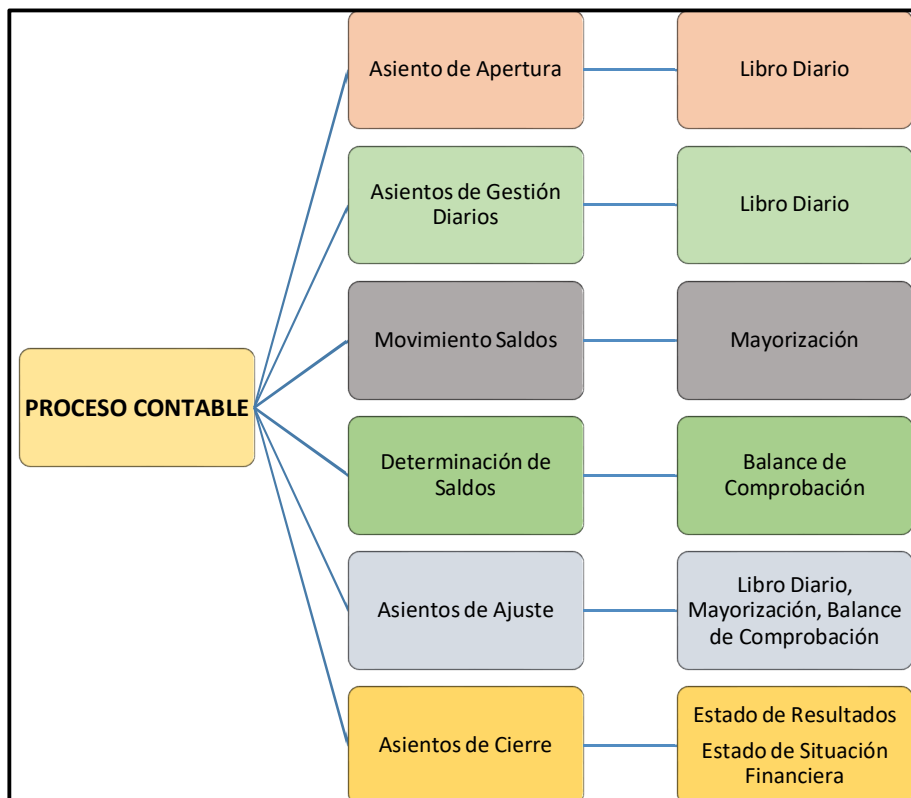 PROCESO CONTABLE
Asiento de Apertura
Libro Diario
Asientos de Gestión
Diarios
Libro Diario
Movimiento Saldos
Mayorización
Determinación de
Saldos
Balance de
Comprobación
Asientos de Ajuste
Libro Diario,
Mayorización, Balance
de Comprobación
Asientos de Cierre
Estado de Resultados
Estado de Situación
Financiera